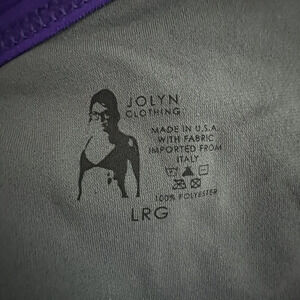 JOLYN
CLOTHING
MADE IN U.S.A.
WITH FABRIC
IMPORTED FROM
ITALY
100% POLYESTER
LRG